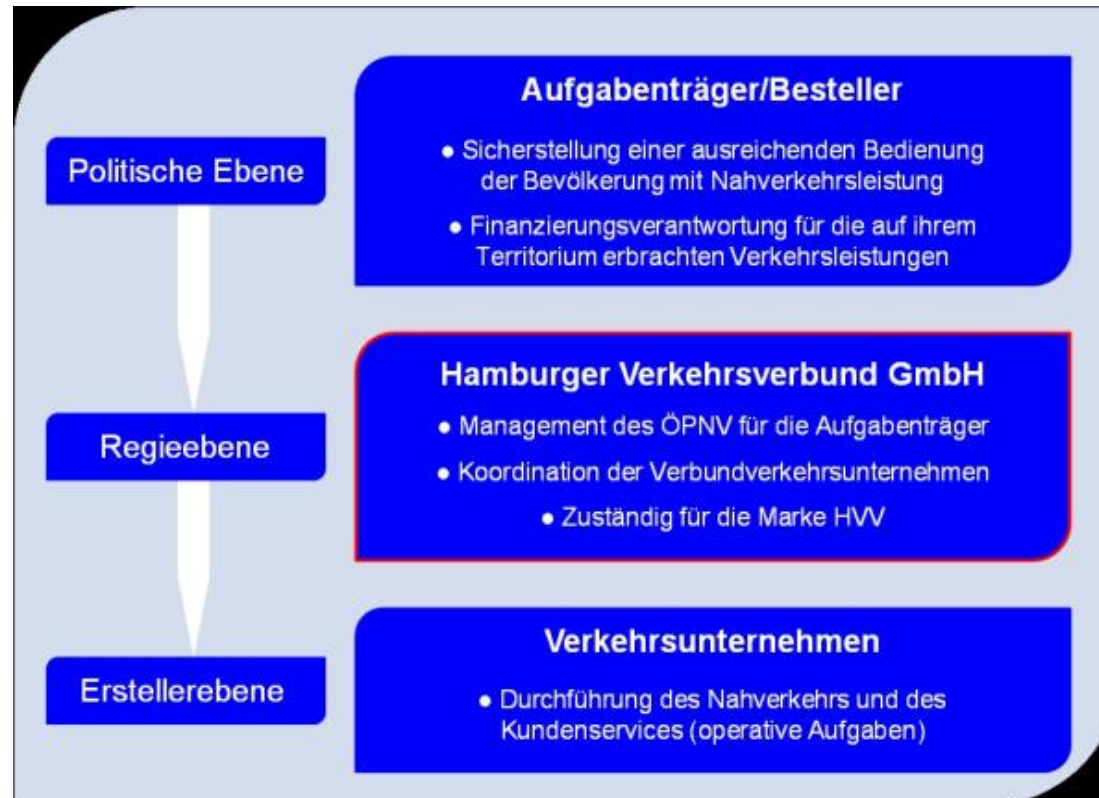 Politische Ebene
Aufgabenträger/Besteller
● Sicherstellung einer ausreichenden Bedienung
der Bevölkerung mit Nahverkehrsleistung
● Finanzierungsverantwortung für die auf ihrem
Territorium erbrachten Verkehrsleistungen
Regieebene
Hamburger Verkehrsverbund GmbH
● Management des ÖPNV für die Aufgabenträger
● Koordination der Verbundverkehrsunternehmen
● Zuständig für die Marke HVV
Erstellerebene
Verkehrsunternehmen
● Durchführung des Nahverkehrs und des
Kundenservices (operative Aufgaben)